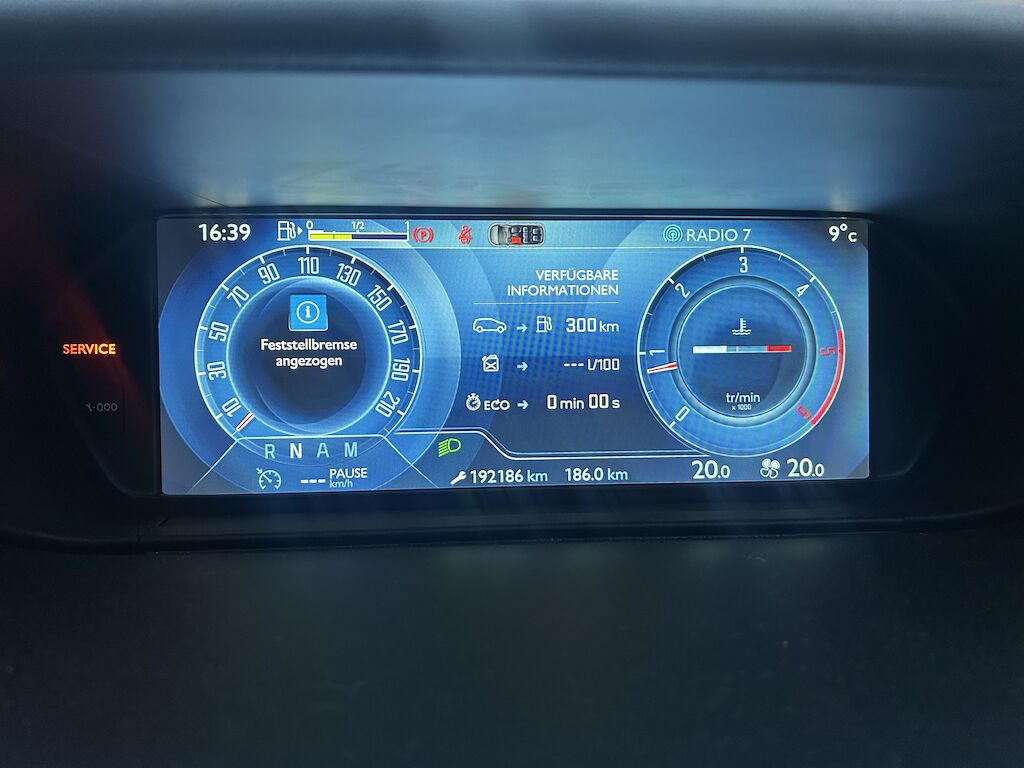 16:39
0 1/2 1
P
RADIO 7
9°c
10 30 50 70 90 110 130 150 170 190 210
i
Feststellbremse
angezogen
VERFÜGBARE
INFORMATIONEN
300 km
--- L/100
ECO 0 min 00 s
0 1 2 3 4 5 6
tr/min
x 1000
SERVICE
-000
R N A M
--- PAUSE
km/h
192186 km 186.0 km
20.0 20.0